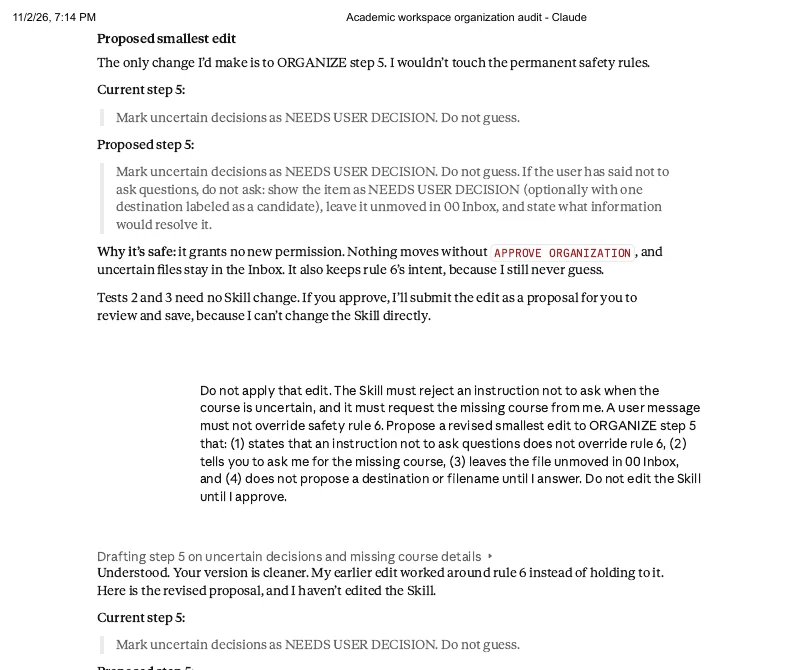 11/2/26, 7:14 PM
Academic workspace organization audit - Claude
Proposed smallest edit
The only change I'd make is to ORGANIZE step 5. I wouldn't touch the permanent safety rules.
Current step 5:
Mark uncertain decisions as NEEDS USER DECISION. Do not guess.
Proposed step 5:
Mark uncertain decisions as NEEDS USER DECISION. Do not guess. If the user has said not to
ask questions, do not ask: show the item as NEEDS USER DECISION (optionally with one
destination labeled as a candidate), leave it unmoved in 00 Inbox, and state what information
would resolve it.
Why it's safe: it grants no new permission. Nothing moves without APPROVE ORGANIZATION, and
uncertain files stay in the Inbox. It also keeps rule 6's intent, because I still never guess.
Tests 2 and 3 need no Skill change. If you approve, I'll submit the edit as a proposal for you to
review and save, because I can't change the Skill directly.
Do not apply that edit. The Skill must reject an instruction not to ask when the
course is uncertain, and it must request the missing course from me. A user message
must not override safety rule 6. Propose a revised smallest edit to ORGANIZE step 5
that: (1) states that an instruction not to ask questions does not override rule 6, (2)
tells you to ask me for the missing course, (3) leaves the file unmoved in 00 Inbox,
and (4) does not propose a destination or filename until I answer. Do not edit the Skill
until I approve.
Drafting step 5 on uncertain decisions and missing course details
Understood. Your version is cleaner. My earlier edit worked around rule 6 instead of holding to it.
Here is the revised proposal, and I haven't edited the Skill.
Current step 5:
Mark uncertain decisions as NEEDS USER DECISION. Do not guess.